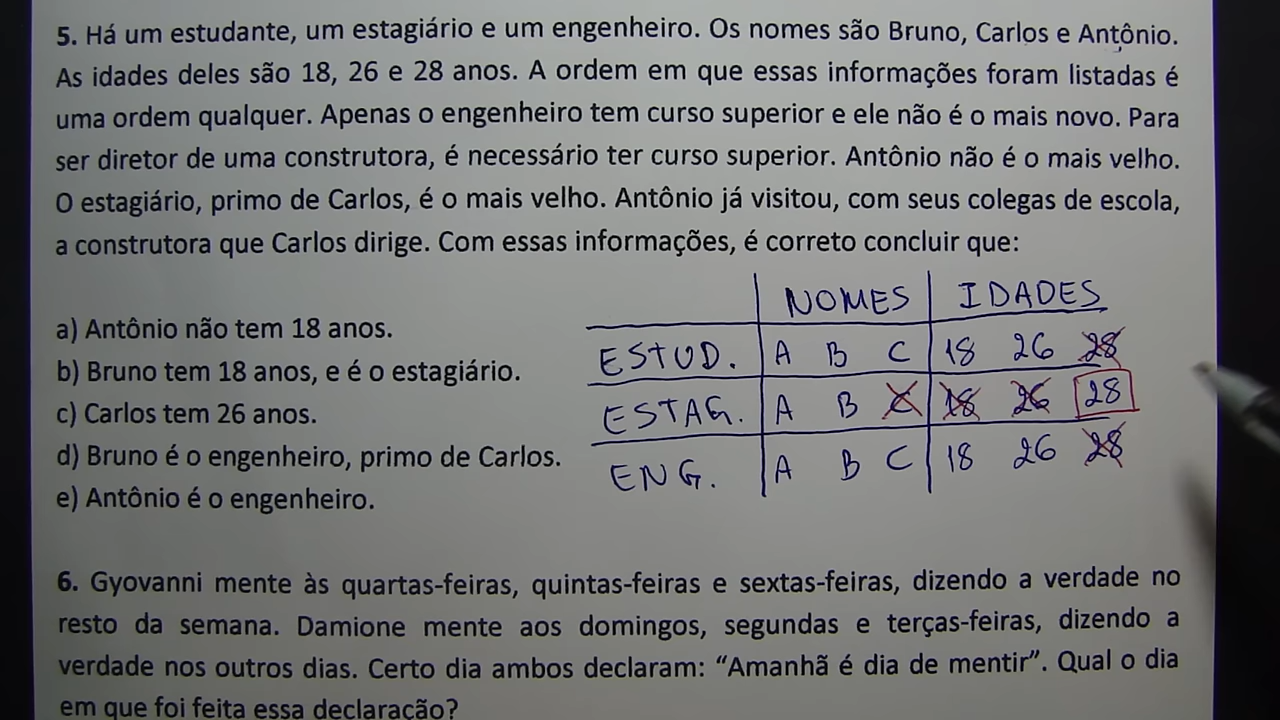 5. Há um estudante, um estagiário e um engenheiro. Os nomes são Bruno, Carlos e Antônio.
As idades deles são 18, 26 e 28 anos. A ordem em que essas informações foram listadas é
uma ordem qualquer. Apenas o engenheiro tem curso superior e ele não é o mais novo. Para
ser diretor de uma construtora, é necessário ter curso superior. Antônio não é o mais velho.
O estagiário, primo de Carlos, é o mais velho. Antônio já visitou, com seus colegas de escola,
a construtora que Carlos dirige. Com essas informações, é correto concluir que:
a) Antônio não tem 18 anos.
b) Bruno tem 18 anos, e é o estagiário.
c) Carlos tem 26 anos.
d) Bruno é o engenheiro, primo de Carlos.
e) Antônio é o engenheiro.
NOMES IDADES
ESTUD. A B C 18 26 28
ESTAG. A B C 18 26 28
ENG. A B C 18 26 28
6. Gyovanni mente às quartas-feiras, quintas-feiras e sextas-feiras, dizendo a verdade no
resto da semana. Damione mente aos domingos, segundas e terças-feiras, dizendo a
verdade nos outros dias. Certo dia ambos declaram: “Amanhã é dia de mentir”. Qual o dia
em que foi feita essa declaração?